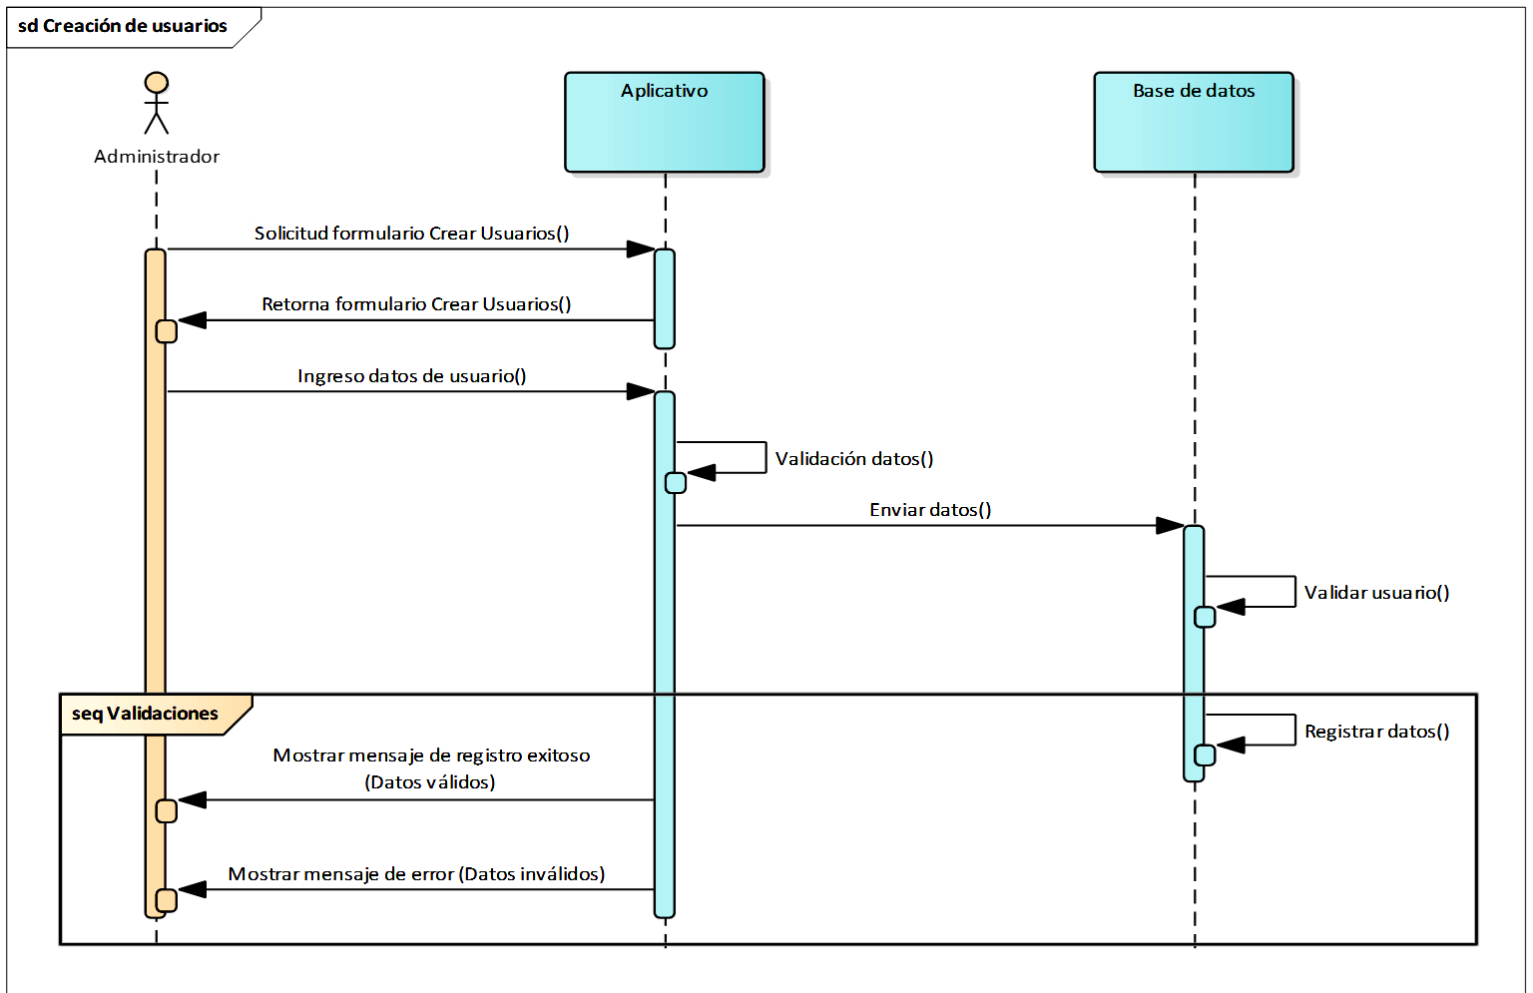 sd Creación de usuarios
Administrador
Aplicativo
Base de datos
Solicitud formulario Crear Usuarios()
Retorna formulario Crear Usuarios()
Ingreso datos de usuario()
Validación datos()
Enviar datos()
Validar usuario()
seq Validaciones
Registrar datos()
Mostrar mensaje de registro exitoso
(Datos válidos)
Mostrar mensaje de error (Datos inválidos)